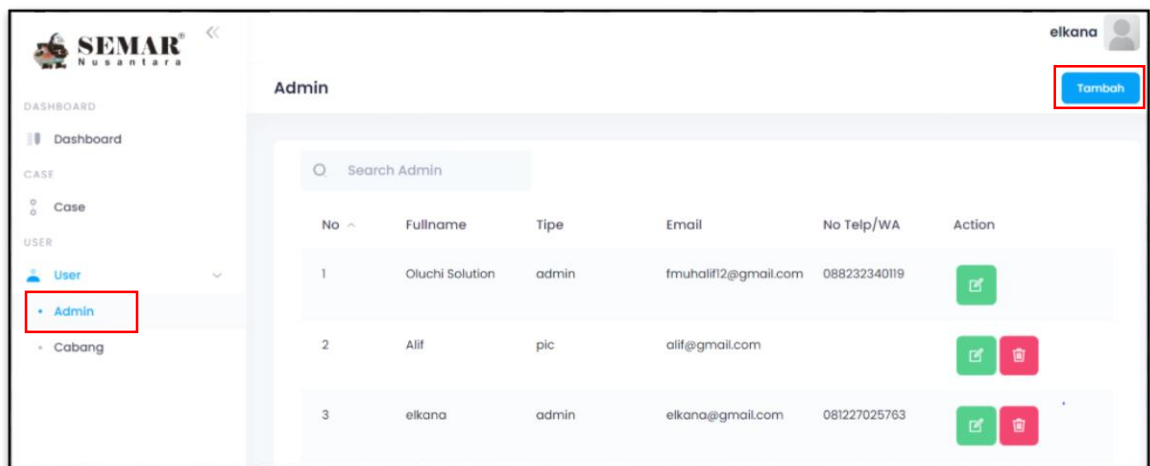 SEMAR®
Nusantara
elkana
Admin
Tambah
DASHBOARD
Dashboard
CASE
Case
USER
User
Admin
Cabang
Search Admin
No Fullname Tipe Email No Telp/WA Action
1 Oluchi Solution admin fmuhalif12@gmail.com 088232340119
2 Alif pic alif@gmail.com
3 elkana admin elkana@gmail.com 081227025763